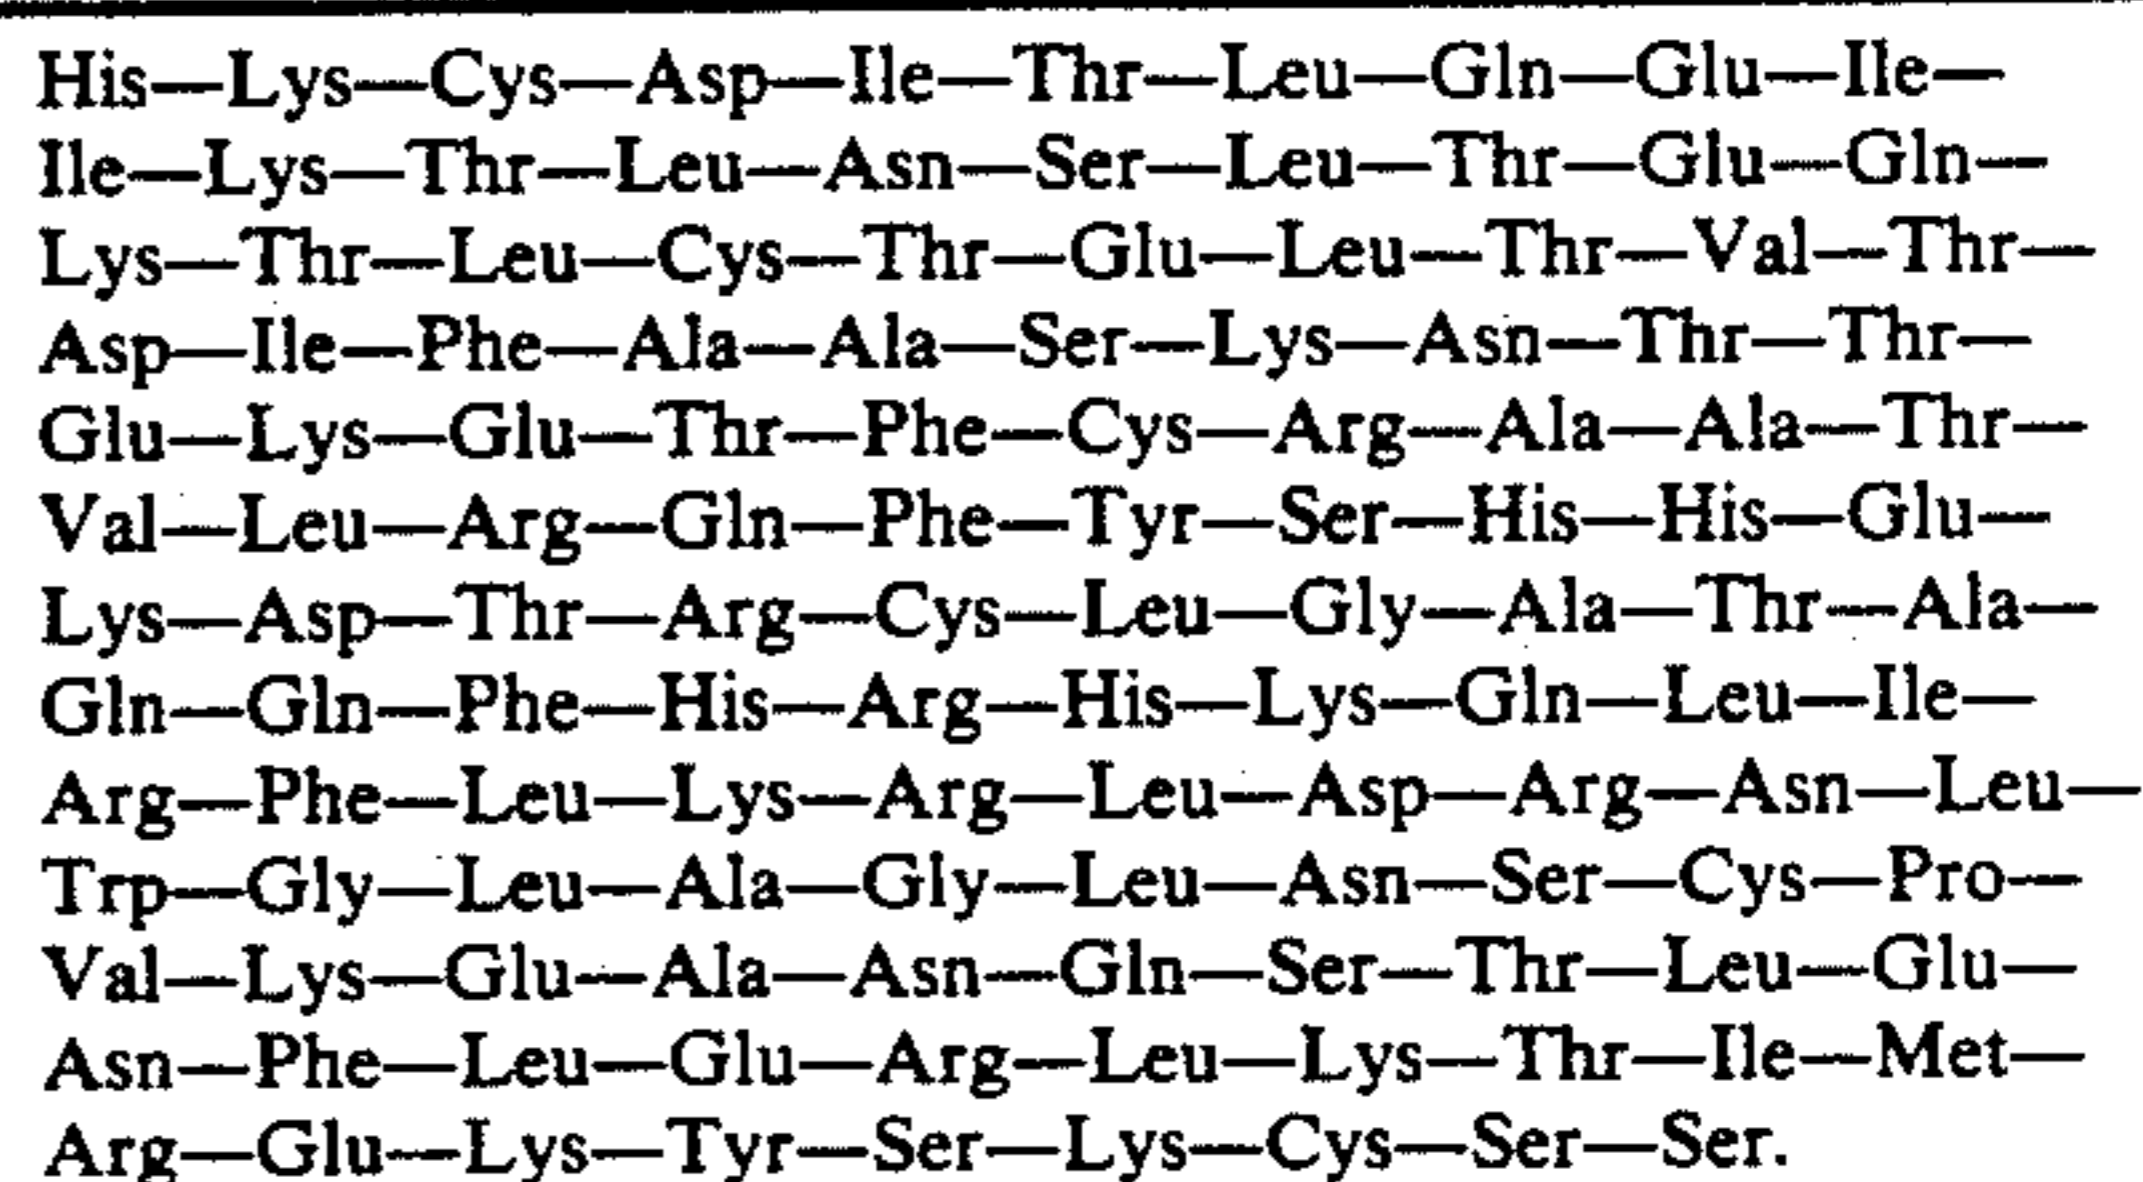 His—Lys—Cys—Asp—Ile—Thr—Leu—Gln—Glu—Ile—
Ile—Lys—Thr—Leu—Asn—Ser—Leu—Thr—Glu—Gln—
Lys—Thr—Leu—Cys—Thr—Glu—Leu—Thr—Val—Thr—
Asp—Ile—Phe—Ala—Ala—Ser—Lys—Asn—Thr—Thr—
Glu—Lys—Glu—Thr—Phe—Cys—Arg—Ala—Ala—Thr—
Val—Leu—Arg—Gln—Phe—Tyr—Ser—His—His—Glu—
Lys—Asp—Thr—Arg—Cys—Leu—Gly—Ala—Thr—Ala—
Gln—Gln—Phe—His—Arg—His—Lys—Gln—Leu—Ile—
Arg—Phe—Leu—Lys—Arg—Leu—Asp—Arg—Asn—Leu—
Trp—Gly—Leu—Ala—Gly—Leu—Asn—Ser—Cys—Pro—
Val—Lys—Glu—Ala—Asn—Gln—Ser—Thr—Leu—Glu—
Asn—Phe—Leu—Glu—Arg—Leu—Lys—Thr—Ile—Met—
Arg—Glu—Lys—Tyr—Ser—Lys—Cys—Ser—Ser.